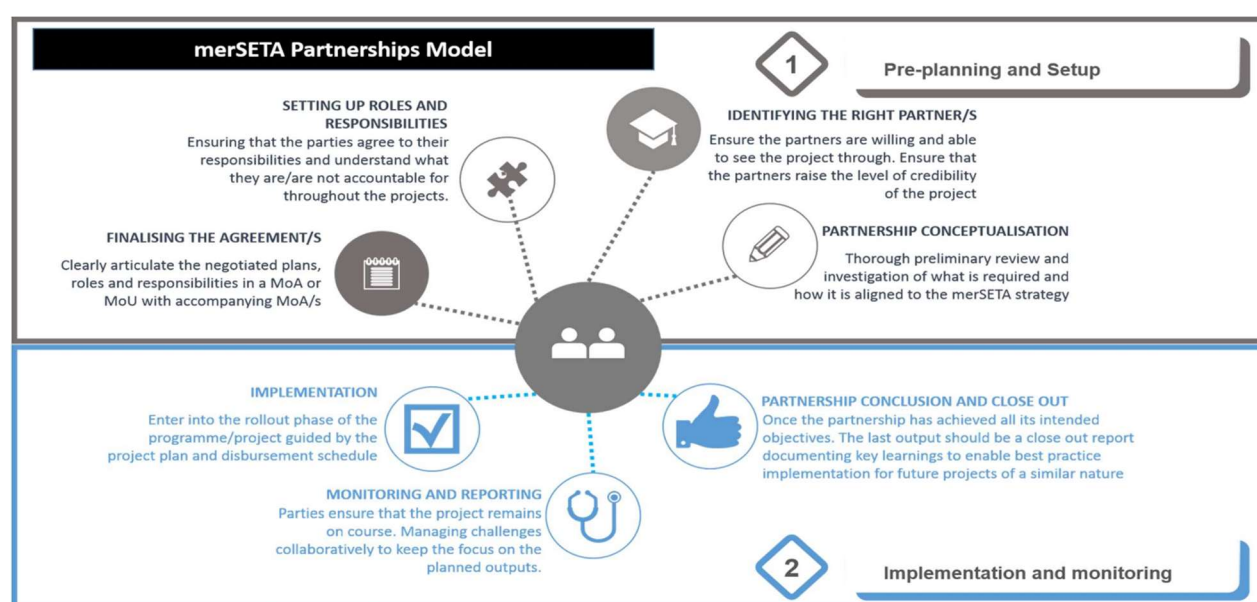 merSETA Partnerships Model
1
Pre-planning and Setup
SETTING UP ROLES AND
RESPONSIBILITIES
Ensuring that the parties agree to their
responsibilities and understand what
they are/are not accountable for
throughout the projects.
IDENTIFYING THE RIGHT PARTNER/S
Ensure the partners are willing and able
to see the project through. Ensure that
the partners raise the level of credibility
of the project
FINALISING THE AGREEMENT/S
Clearly articulate the negotiated plans,
roles and responsibilities in a MoA or
MoU with accompanying MoA/s
PARTNERSHIP CONCEPTUALISATION
Thorough preliminary review and
investigation of what is required and
how it is aligned to the merSETA strategy
IMPLEMENTATION
Enter into the rollout phase of the
programme/project guided by the
project plan and disbursement schedule
PARTNERSHIP CONCLUSION AND CLOSE OUT
Once the partnership has achieved all its intended
objectives. The last output should be a close out report
documenting key learnings to enable best practice
implementation for future projects of a similar nature
MONITORING AND REPORTING
Parties ensure that the project remains
on course. Managing challenges
collaboratively to keep the focus on the
planned outputs.
2
Implementation and monitoring